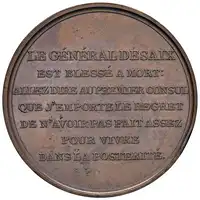 LE GÉNÉRAL DESAIX
EST BLESSÉ A MORT:
ALLEZ DIRE AU PREMIER CONSUL
QUE J'EMPORTE LE REGRET
DE N'AVOIR PAS FAIT ASSEZ
POUR VIVRE
DANS LA POSTÉRITÉ.